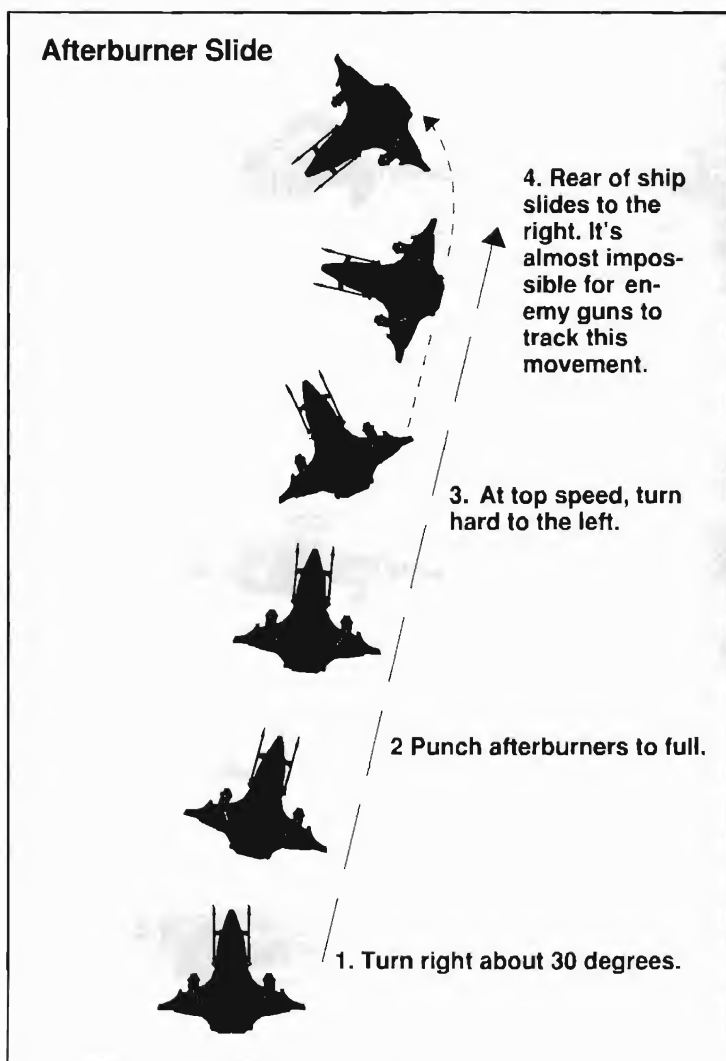 Afterburner Slide
4. Rear of ship
slides to the
right. It's
almost impos-
sible for en-
emy guns to
track this
movement.
3. At top speed, turn
hard to the left.
2 Punch afterburners to full.
1. Turn right about 30 degrees.